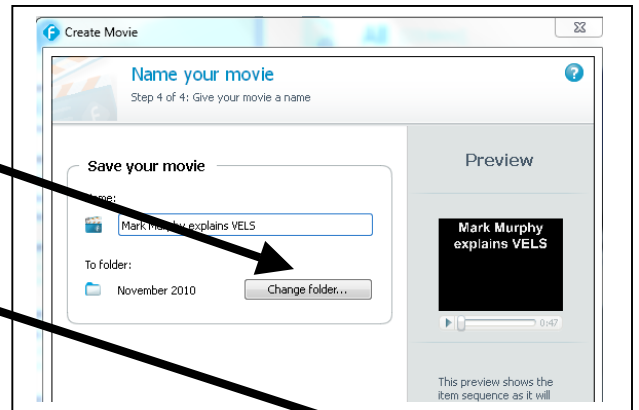 Create Movie
Name your movie
Step 4 of 4: Give your movie a name
Save your movie
Name:
Mark Murphy explains VELS
To folder:
November 2010
Change folder...
Preview
Mark Murphy
explains VELS
0:47
This preview shows the
item sequence as it will